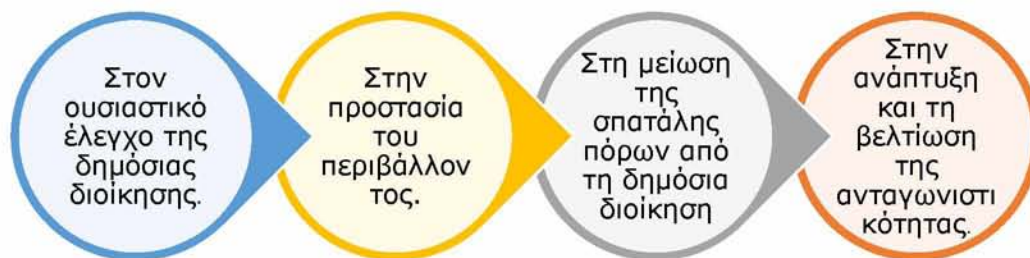 Στον
ουσιαστικό
έλεγχο της
δημόσιας
διοίκησης.
Στην
προστασία
του
περιβάλλον
τος.
Στη μείωση
της
σπατάλης
πόρων από
τη δημόσια
διοίκηση
Στην
ανάπτυξη
και τη
βελτίωση
της
ανταγωνιστι
κότητας.